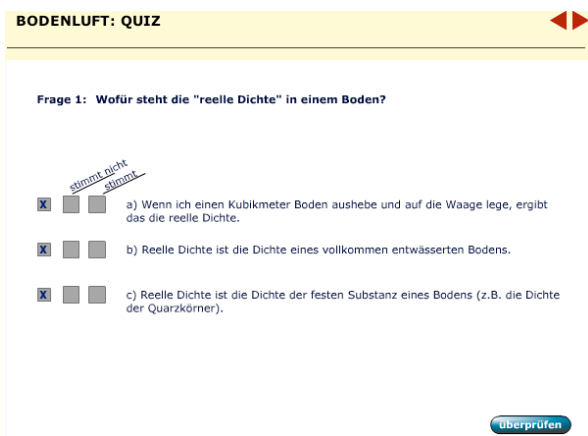 BODENLUFT: QUIZ
Frage 1: Wofür steht die "reelle Dichte" in einem Boden?
stimmt nicht
stimmt
X a) Wenn ich einen Kubikmeter Boden aushebe und auf die Waage lege, ergibt
das die reelle Dichte.
X b) Reelle Dichte ist die Dichte eines vollkommen entwässerten Bodens.
X c) Reelle Dichte ist die Dichte der festen Substanz eines Bodens (z.B. die Dichte
der Quarzkörner).
überprüfen